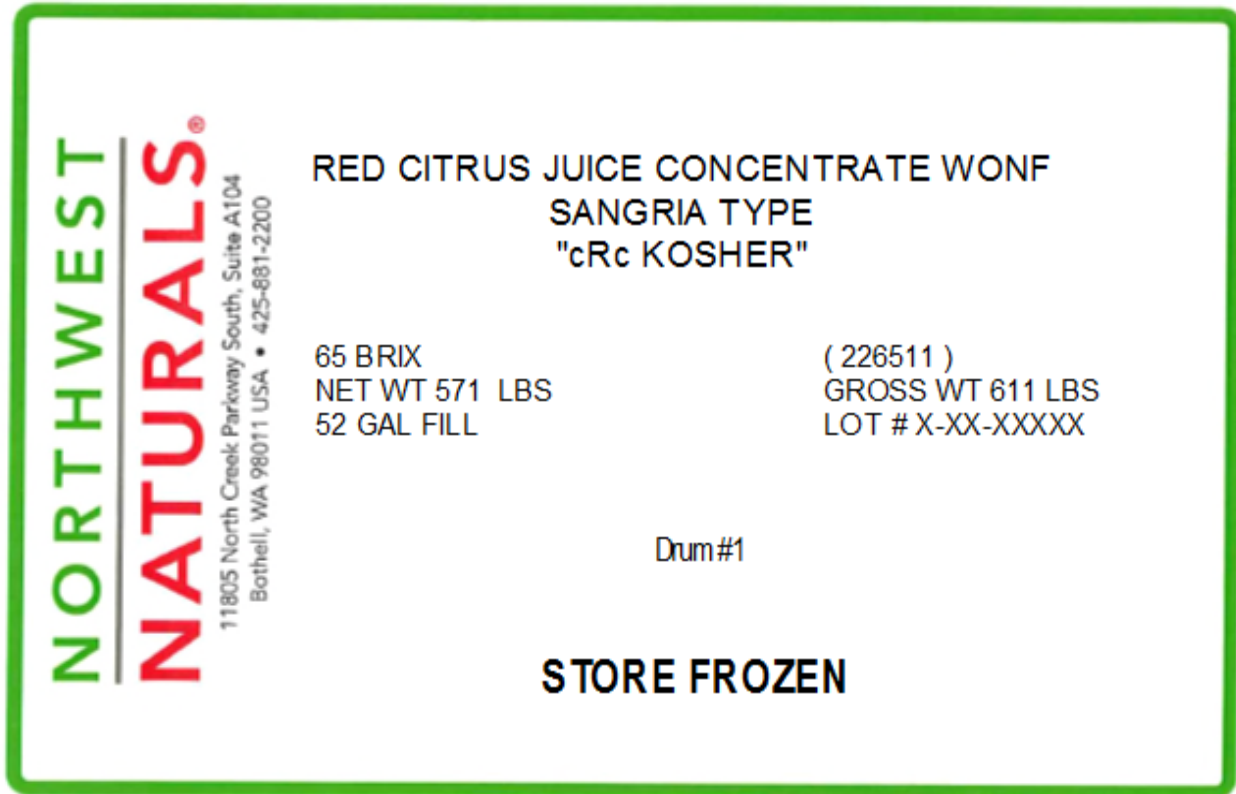 NORTHWEST
NATURALS®
11805 North Creek Parkway South, Suite A104
Bothell, WA 98011 USA • 425-881-2200
RED CITRUS JUICE CONCENTRATE WONF
SANGRIA TYPE
"cRc KOSHER"
65 BRIX ( 226511 )
NET WT 571 LBS GROSS WT 611 LBS
52 GAL FILL LOT # X-XX-XXXXX
Drum #1
STORE FROZEN